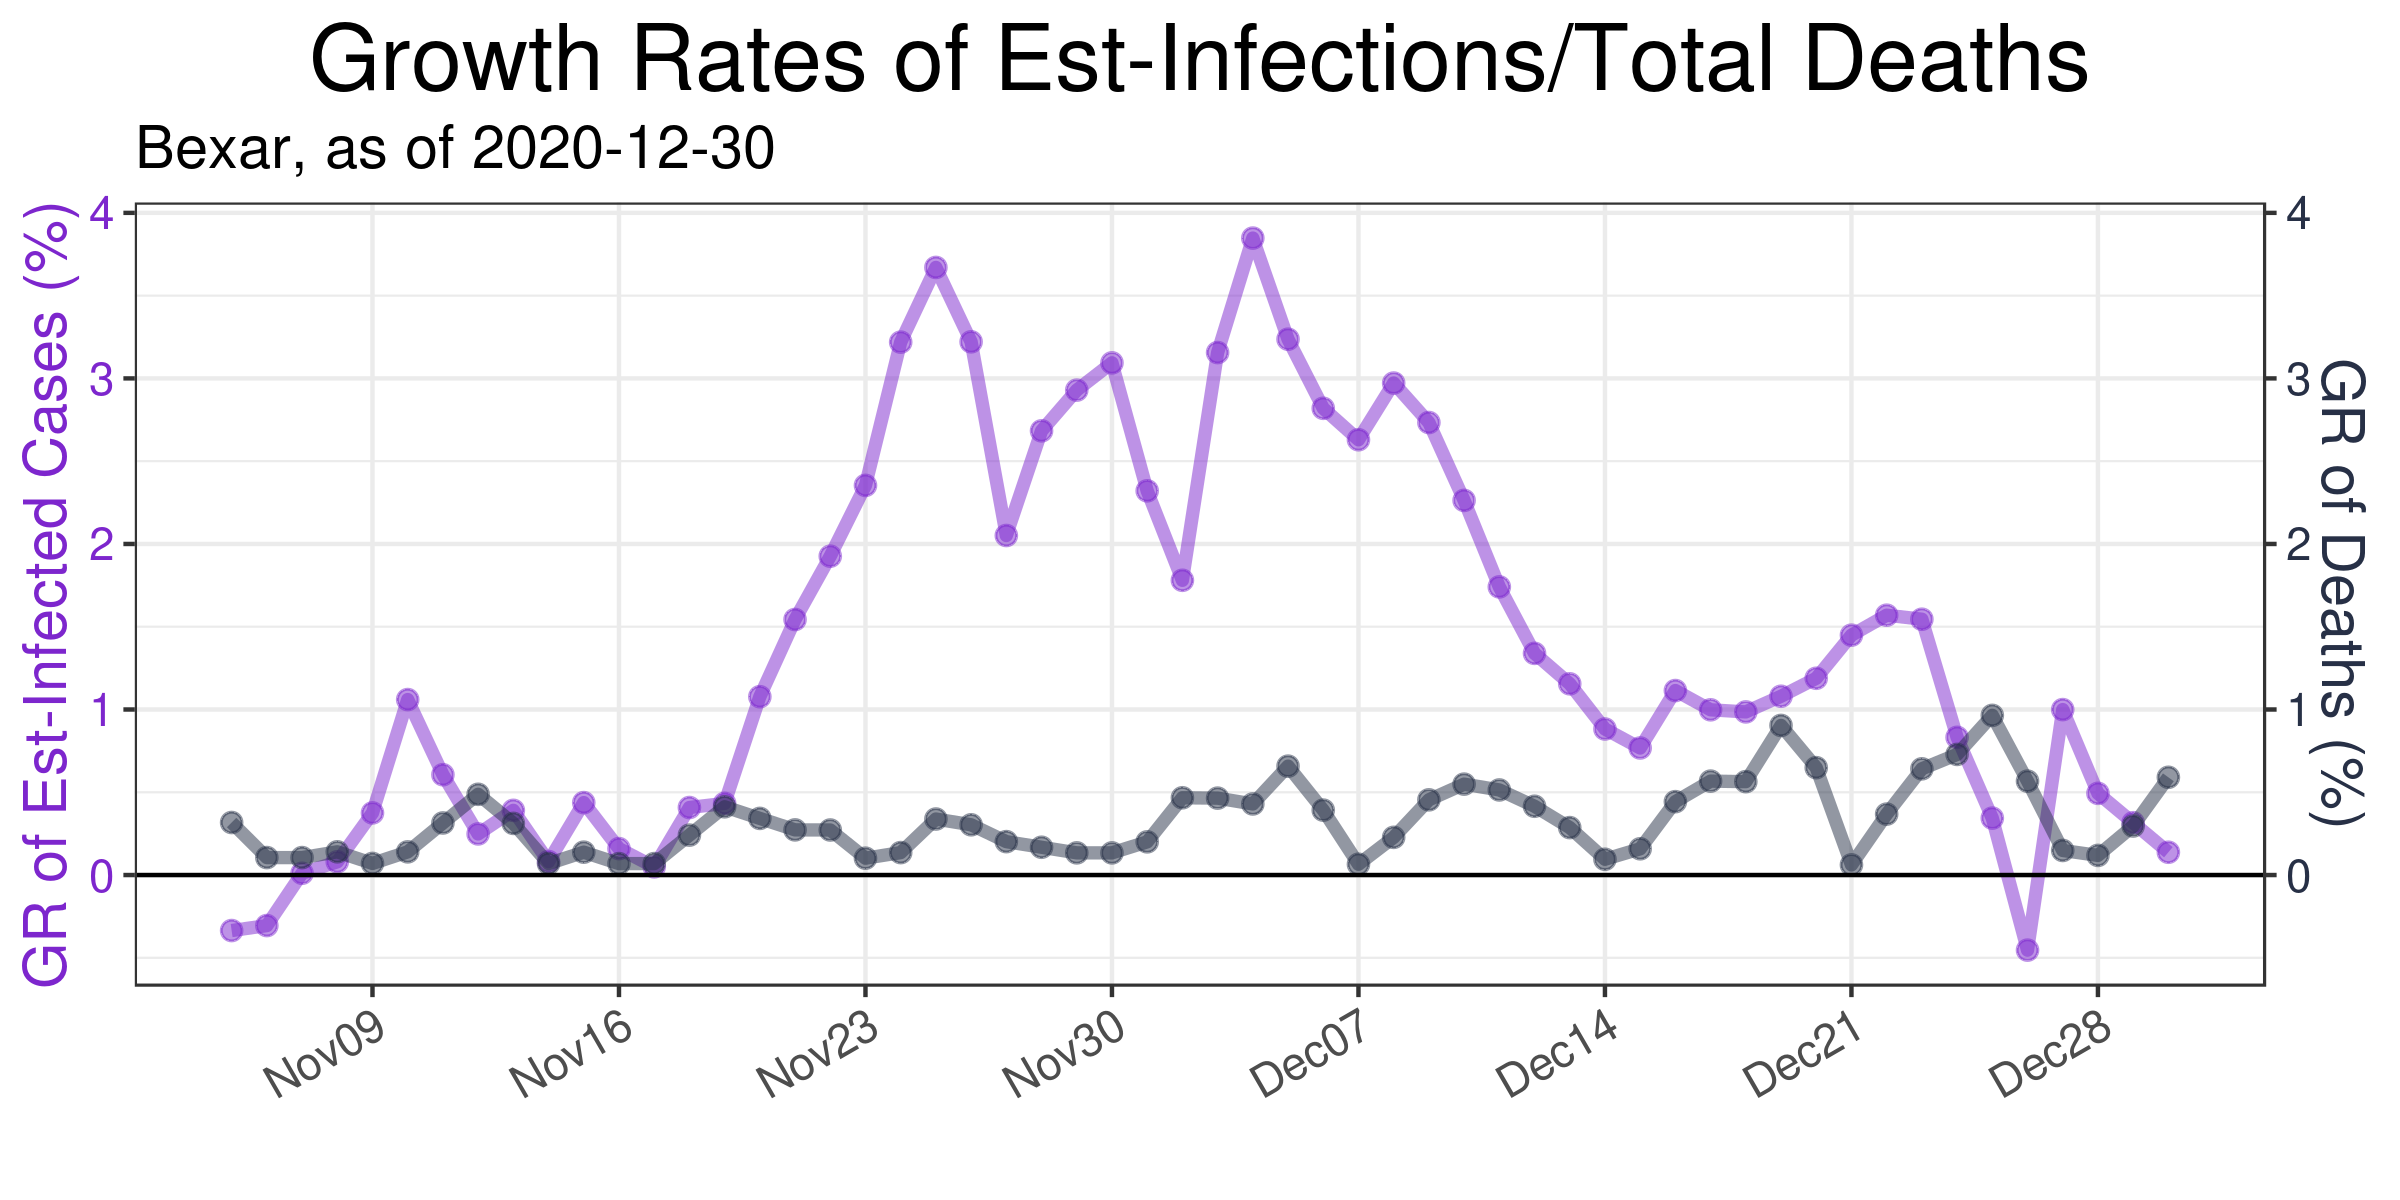 Growth Rates of Est-Infections/Total Deaths
Bexar, as of 2020-12-30
GR of Est-Infected Cases (%)
4
3
2
1
0
4
3
2
1
0
GR of Deaths (%)
Nov09
Nov16
Nov23
Nov30
Dec07
Dec14
Dec21
Dec28